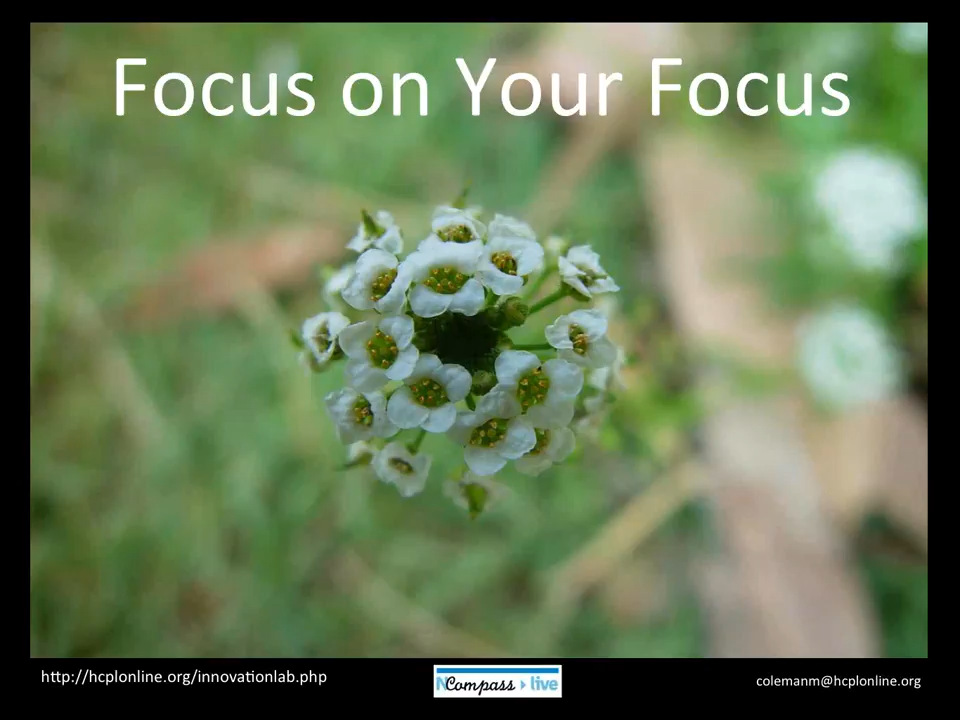 Focus on Your Focus
http://hcplonline.org/innovationlab.php
NCompass live
colemanm@hcplonline.org